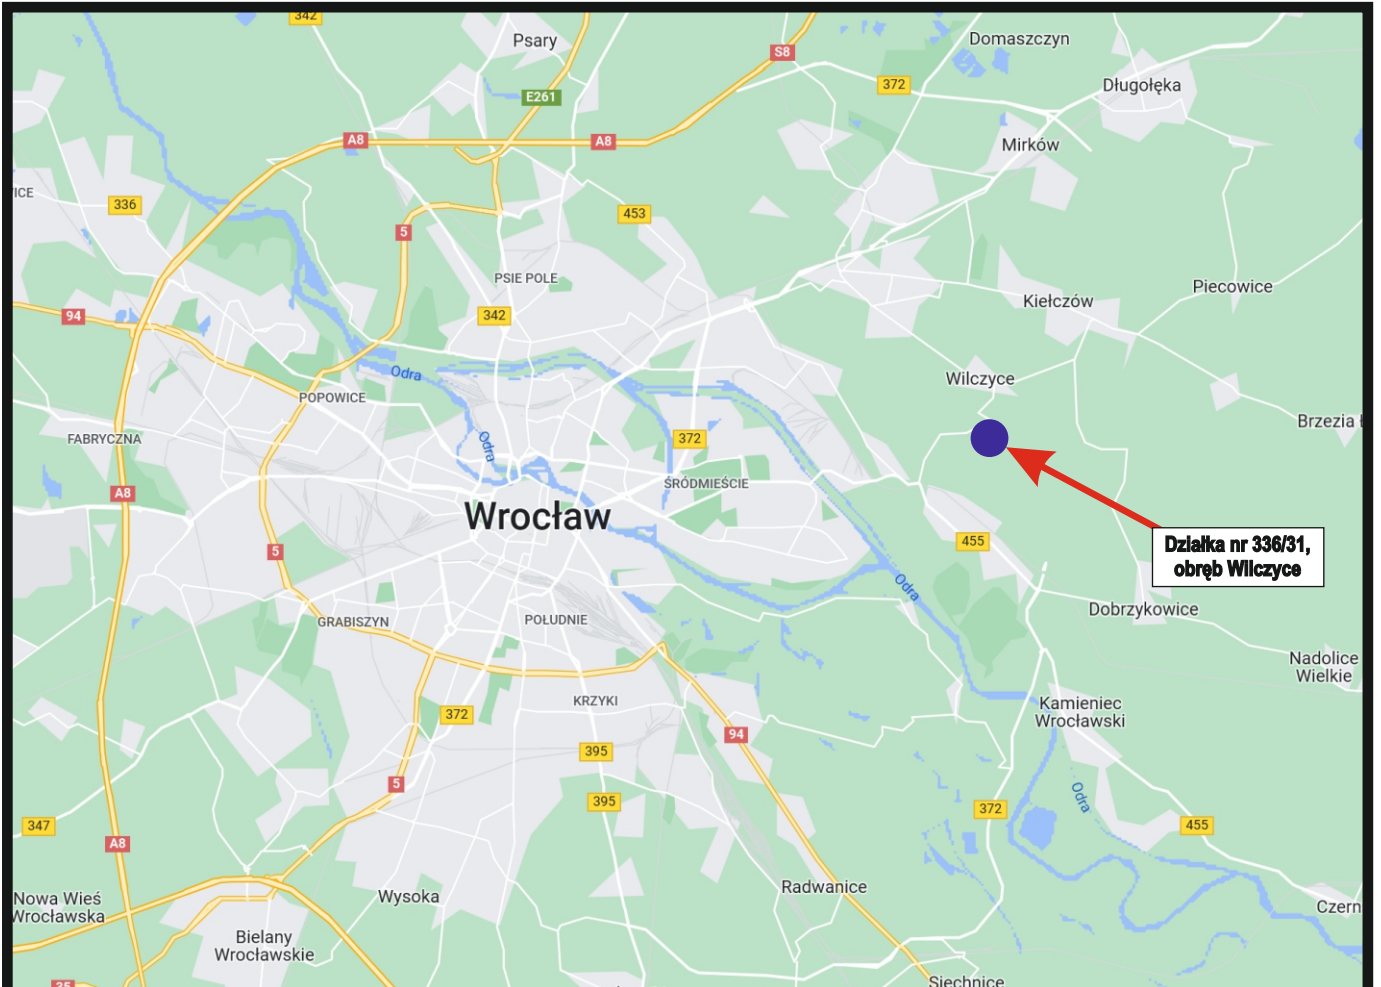 342
Psary
S8
Domaszczyn
372
Długołęka
E261
A8
A8
Mirków
ICE
336
453
5
PSIE POLE
Piecowice
Kiełczów
94
342
Odra
Wilczyce
POPOWICE
FABRYCZNA
Odra
372
Brzezia Ł
ŚRÓDMIEŚCIE
A8
Wrocław
Działka nr 336/31,
obręb Wilczyce
455
5
Odra
Dobrzykowice
GRABISZYN
POŁUDNIE
Nadolice
Wielkie
KRZYKI
Kamieniec
Wrocławski
372
94
395
5
395
Odra
372
455
347
A8
Radwanice
Wysoka
Nowa Wieś
Wrocławska
Czern
Bielany
Wrocławskie
35
Siechnice